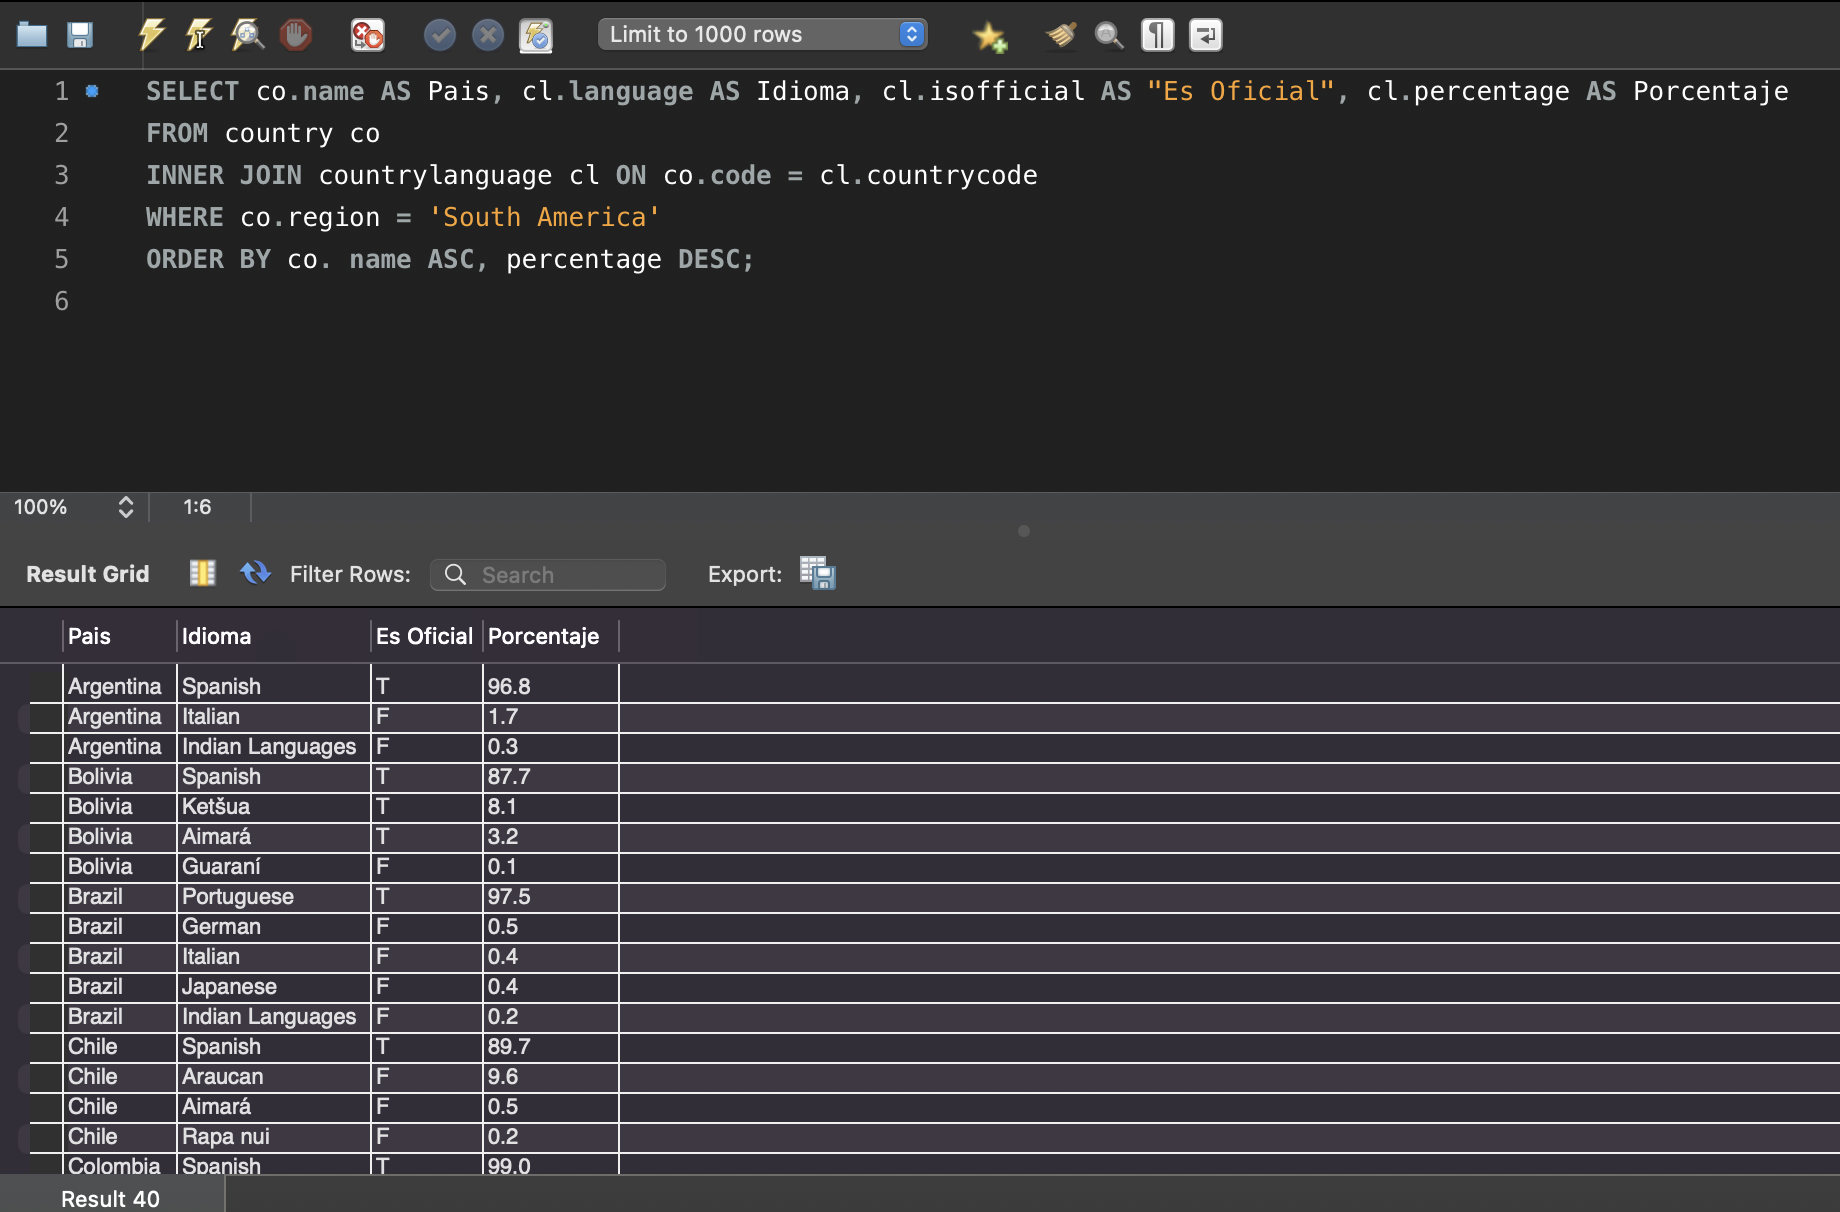 Limit to 1000 rows
1 SELECT co.name AS Pais, cl.language AS Idioma, cl.isofficial AS "Es Oficial", cl.percentage AS Porcentaje
2 FROM country co
3 INNER JOIN countrylanguage cl ON co.code = cl.countrycode
4 WHERE co.region = 'South America'
5 ORDER BY co. name ASC, percentage DESC;
6
100% 1:6
Result Grid Filter Rows: Search Export:
Pais Idioma Es Oficial Porcentaje
Argentina Spanish T 96.8
Argentina Italian F 1.7
Argentina Indian Languages F 0.3
Bolivia Spanish T 87.7
Bolivia Ketšua T 8.1
Bolivia Aimará T 3.2
Bolivia Guaraní F 0.1
Brazil Portuguese T 97.5
Brazil German F 0.5
Brazil Italian F 0.4
Brazil Japanese F 0.4
Brazil Indian Languages F 0.2
Chile Spanish T 89.7
Chile Araucan F 9.6
Chile Aimará F 0.5
Chile Rapa nui F 0.2
Colombia Spanish T 99.0
Result 40